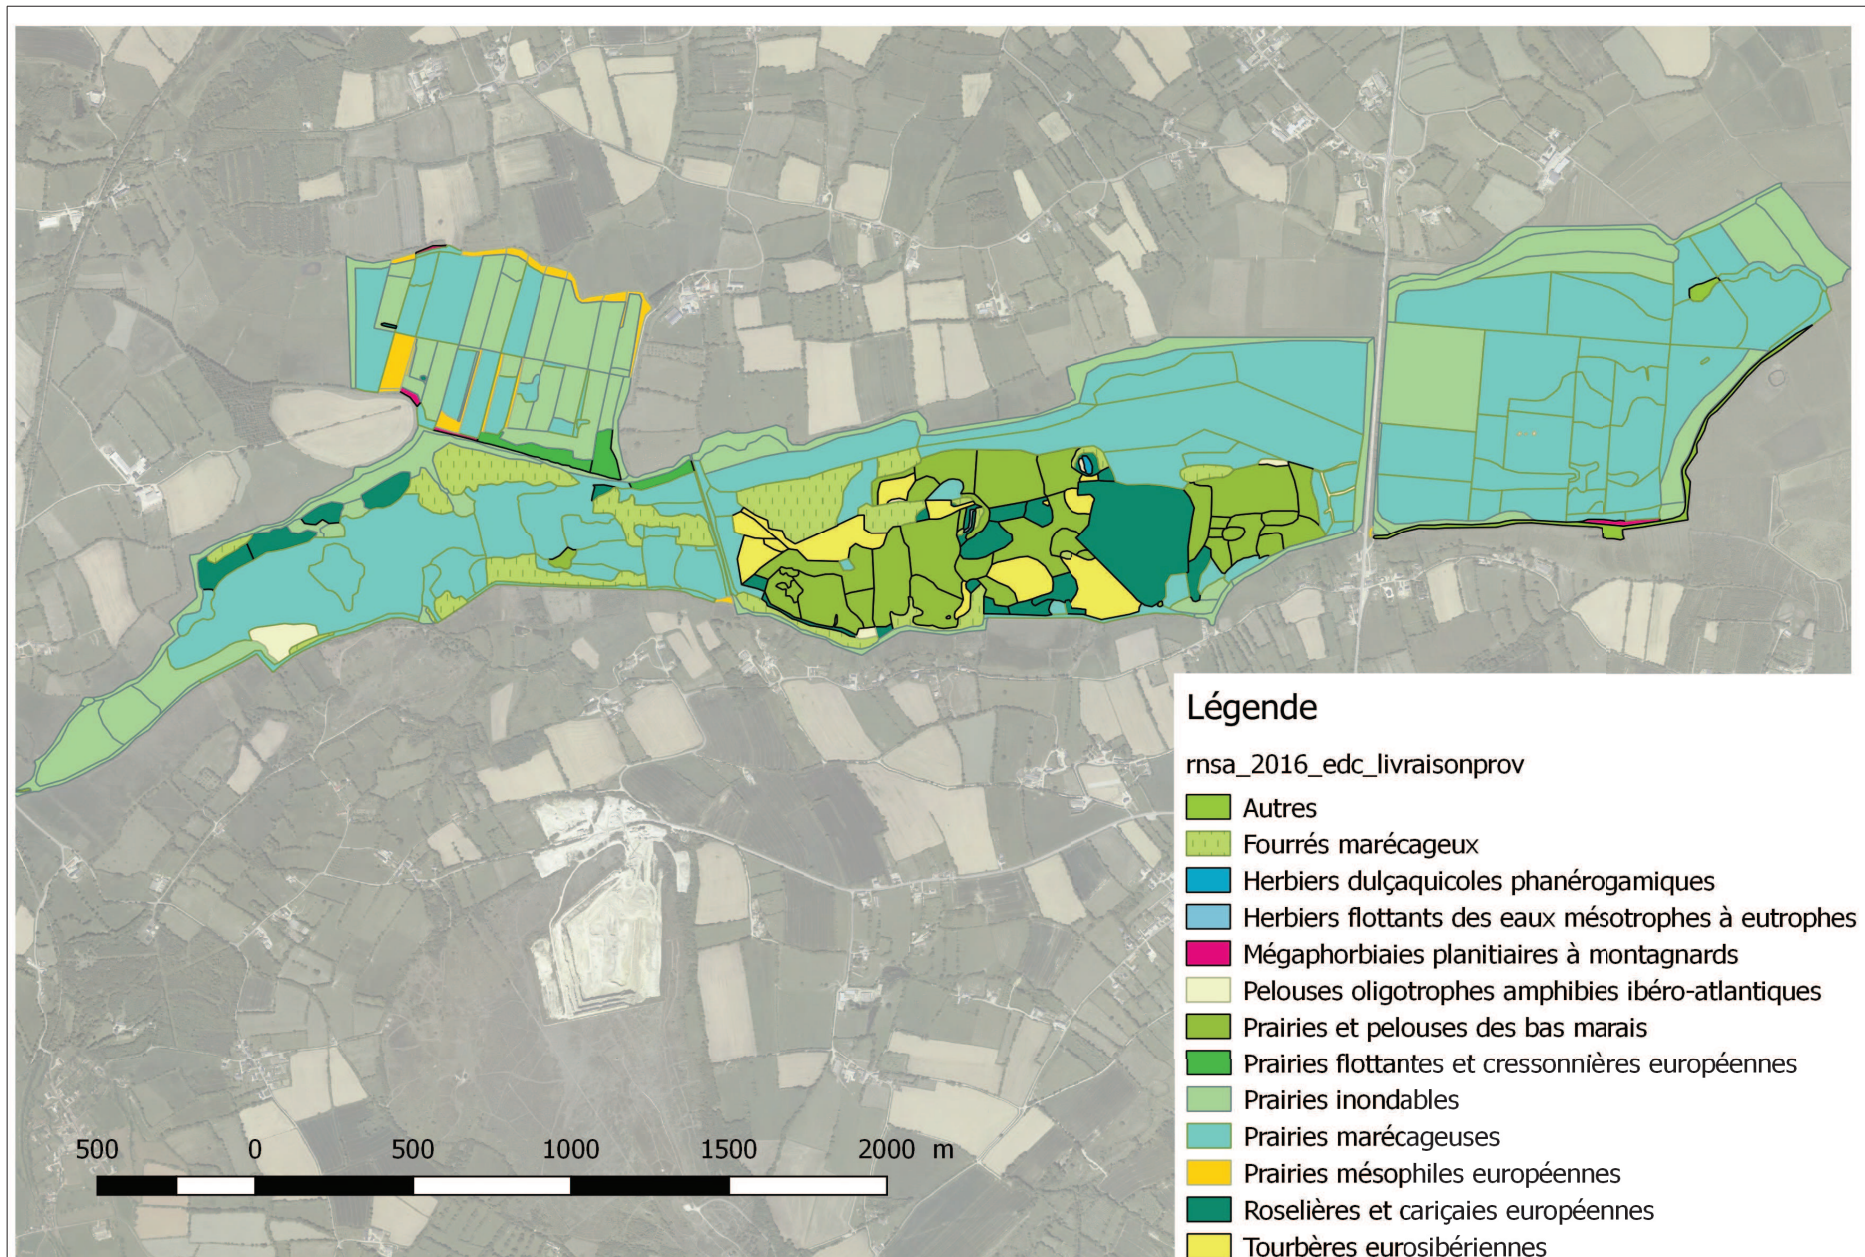 Légende
rnsa_2016_edc_livraisonprov
Autres
Fourrés marécageux
Herbiers dulçaquicoles phanérogamiques
Herbiers flottants des eaux mésotrophes à eutrophes
Mégaphorbiaies planitiaires à montagnards
Pelouses oligotrophes amphibies ibéro-atlantiques
Prairies et pelouses des bas marais
Prairies flottantes et cressonnières européennes
Prairies inondables
Prairies marécageuses
Prairies mésophiles européennes
Roselières et cariçaies européennes
Tourbères eurosibériennes
500 0 500 1000 1500 2000 m